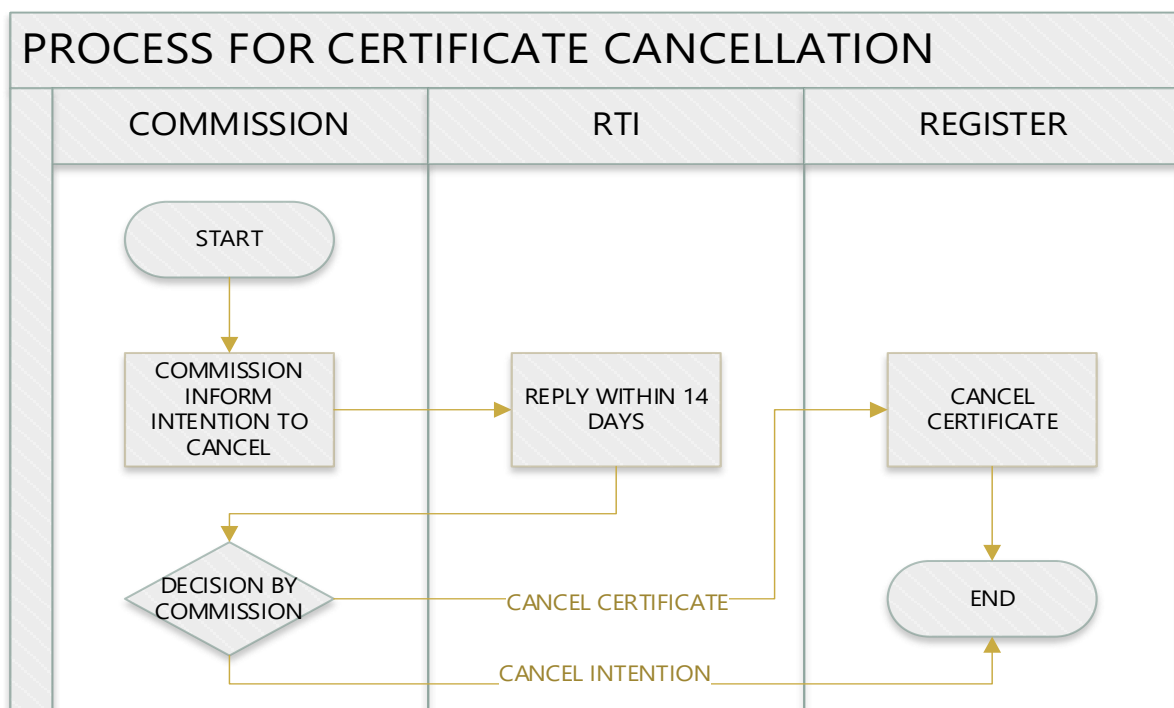 PROCESS FOR CERTIFICATE CANCELLATION
COMMISSION
RTI
REGISTER
START
COMMISSION
INFORM
INTENTION TO
CANCEL
REPLY WITHIN 14
DAYS
CANCEL
CERTIFICATE
DECISION BY
COMMISSION
CANCEL CERTIFICATE
END
CANCEL INTENTION